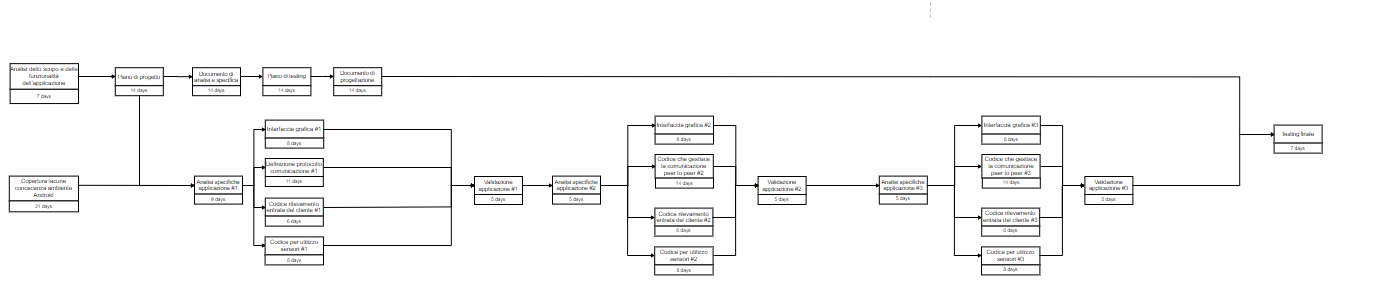 Analisi dello scopo e delle
funzionalità
dell'applicazione
7 days
Piano di progetto
14 days
Documento di
analisi e specifica
14 days
Piano di testing
14 days
Documento di
progettazione
14 days
Copertura lacune
conoscenza ambiente
Android
21 days
Analisi specifiche
applicazione #1
9 days
Interfaccia grafica #1
8 days
Definizione protocollo
comunicazione #1
11 days
Codice rilevamento
entrata del cliente #1
6 days
Codice per utilizzo
sensori #1
8 days
Validazione
applicazione #1
5 days
Analisi specifiche
applicazione #2
5 days
Interfaccia grafica #2
8 days
Codice che gestisce
la comunicazione
peer to peer #2
14 days
Codice rilevamento
entrata del cliente #2
6 days
Codice per utilizzo
sensori #2
8 days
Validazione
applicazione #2
5 days
Analisi specifiche
applicazione #3
5 days
Interfaccia grafica #3
8 days
Codice che gestisce
la comunicazione
peer to peer #3
14 days
Codice rilevamento
entrata del cliente #3
6 days
Codice per utilizzo
sensori #3
8 days
Validazione
applicazione #3
5 days
Testing finale
7 days